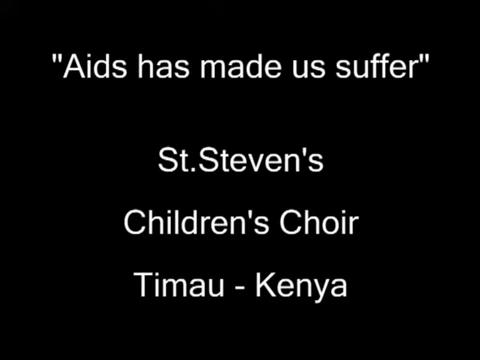 "Aids has made us suffer"
St.Steven's
Children's Choir
Timau - Kenya